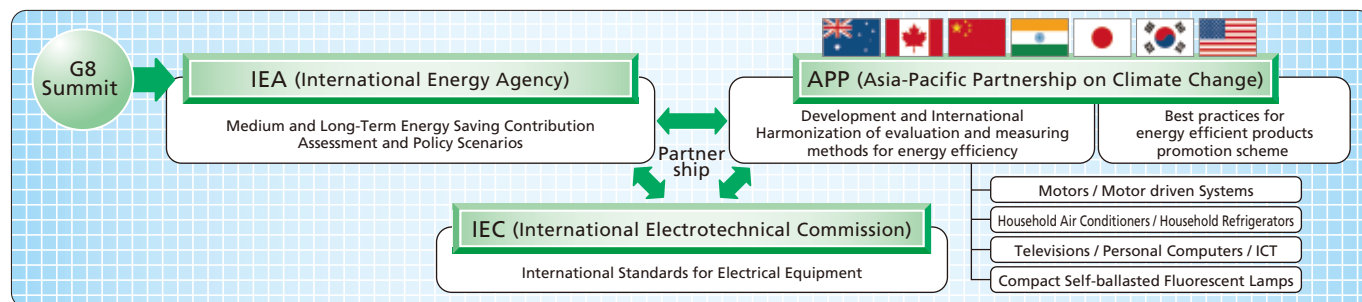 G8
Summit
IEA (International Energy Agency)
Medium and Long-Term Energy Saving Contribution
Assessment and Policy Scenarios
Partner
ship
APP (Asia-Pacific Partnership on Climate Change)
Development and International
Harmonization of evaluation and measuring
methods for energy efficiency
Best practices for
energy efficient products
promotion scheme
Motors / Motor driven Systems
Household Air Conditioners / Household Refrigerators
Televisions / Personal Computers / ICT
Compact Self-ballasted Fluorescent Lamps
IEC (International Electrotechnical Commission)
International Standards for Electrical Equipment